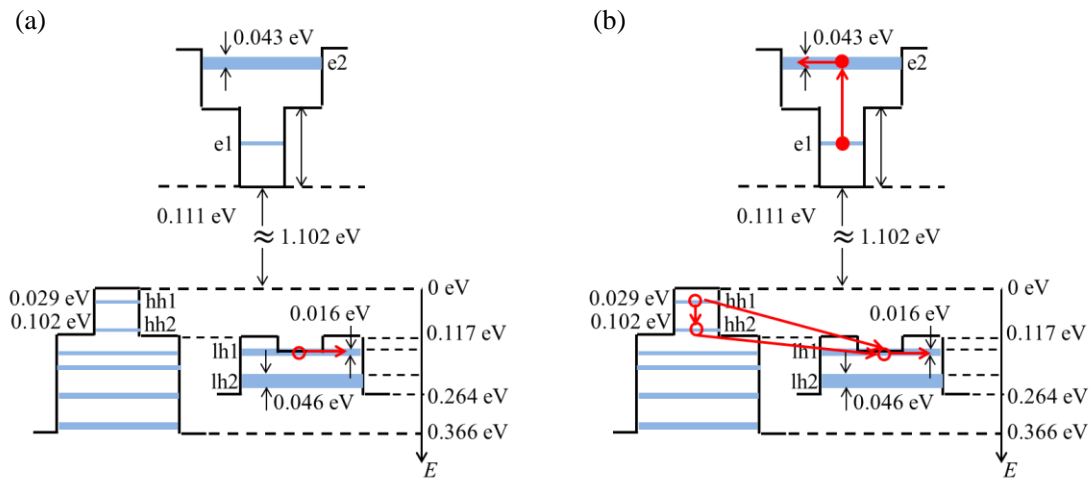 (a)
0.043 eV
e2
e1
0.111 eV
≈ 1.102 eV
0 eV
0.029 eV
hh1
0.016 eV
0.102 eV
hh2
0.117 eV
lh1
lh2
0.046 eV
0.264 eV
0.366 eV
E
(b)
0.043 eV
e2
e1
0.111 eV
≈ 1.102 eV
0 eV
0.029 eV
hh1
0.016 eV
0.102 eV
hh2
0.117 eV
lh1
lh2
0.046 eV
0.264 eV
0.366 eV
E